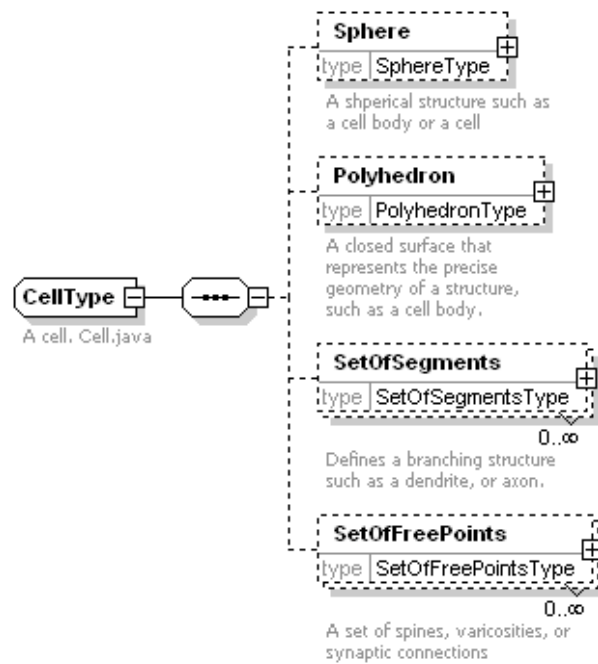 Sphere
type SphereType
A shperical structure such as
a cell body or a cell
Polyhedron
type PolyhedronType
A closed surface that
represents the precise
geometry of a structure,
such as a cell body.
CellType
A cell. Cell.java
SetOfSegments
type SetOfSegmentsType
0..∞
Defines a branching structure
such as a dendrite, or axon.
SetOfFreePoints
type SetOfFreePointsType
0..∞
A set of spines, varicosities, or
synaptic connections